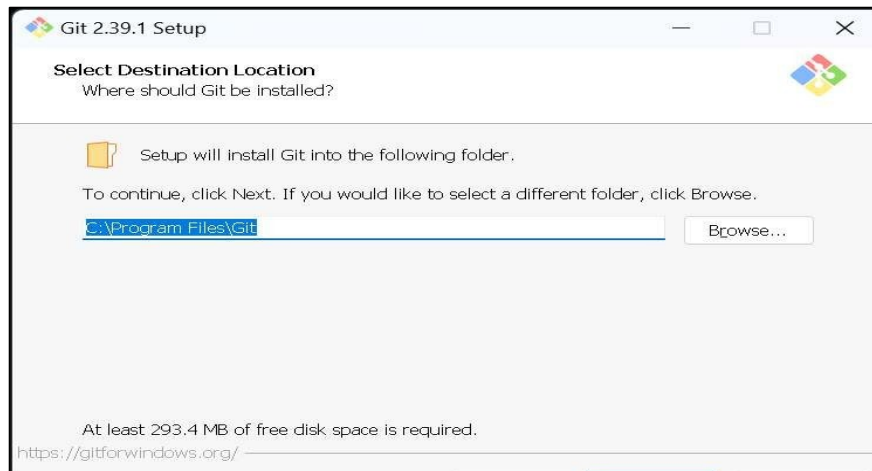 Git 2.39.1 Setup
Select Destination Location
Where should Git be installed?
Setup will install Git into the following folder.
To continue, click Next. If you would like to select a different folder, click Browse.
C:\Program Files\Git
Browse...
At least 293.4 MB of free disk space is required.
https://gitforwindows.org/